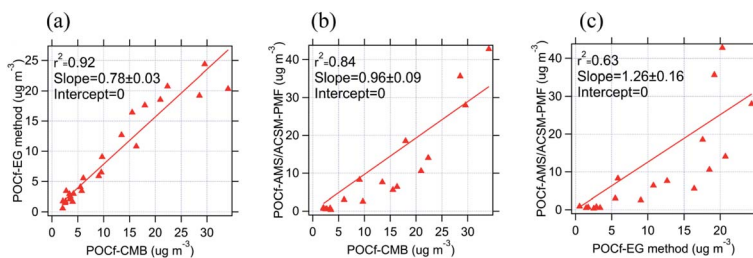 (a)
POCf-EG method (ug m-3)
25
20
15
10
5
0
r2=0.92
Slope=0.78±0.03
Intercept=0
0 5 10 15 20 25 30 35
POCf-CMB (ug m-3)
(b)
POCf-AMS/ACSM-PMF (ug m-3)
40
30
20
10
0
r2=0.84
Slope=0.96±0.09
Intercept=0
0 5 10 15 20 25 30 35
POCf-CMB (ug m-3)
(c)
POCf-AMS/ACSM-PMF (ug m-3)
40
30
20
10
0
r2=0.63
Slope=1.26±0.16
Intercept=0
0 5 10 15 20 25
POCf-EG method (ug m-3)